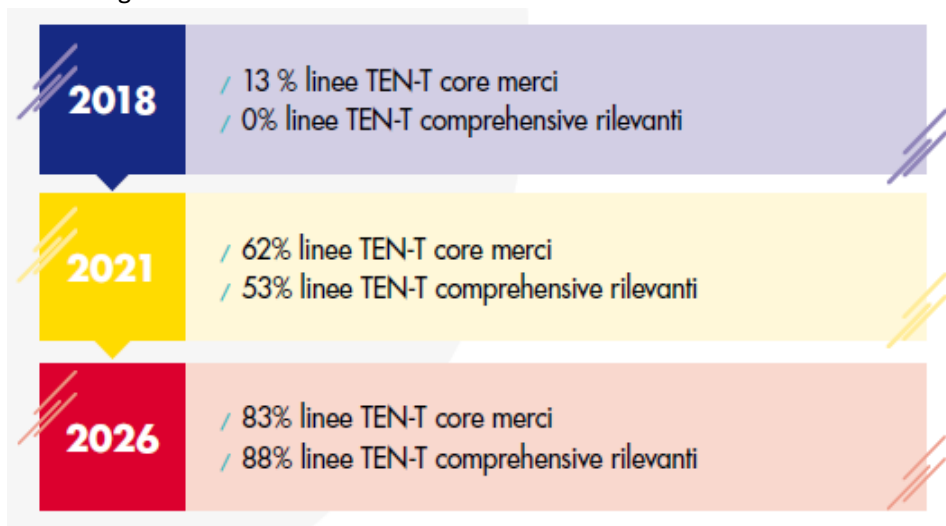 2018
/ 13 % linee TEN-T core merci
/ 0% linee TEN-T comprehensive rilevanti
2021
/ 62% linee TEN-T core merci
/ 53% linee TEN-T comprehensive rilevanti
2026
/ 83% linee TEN-T core merci
/ 88% linee TEN-T comprehensive rilevanti